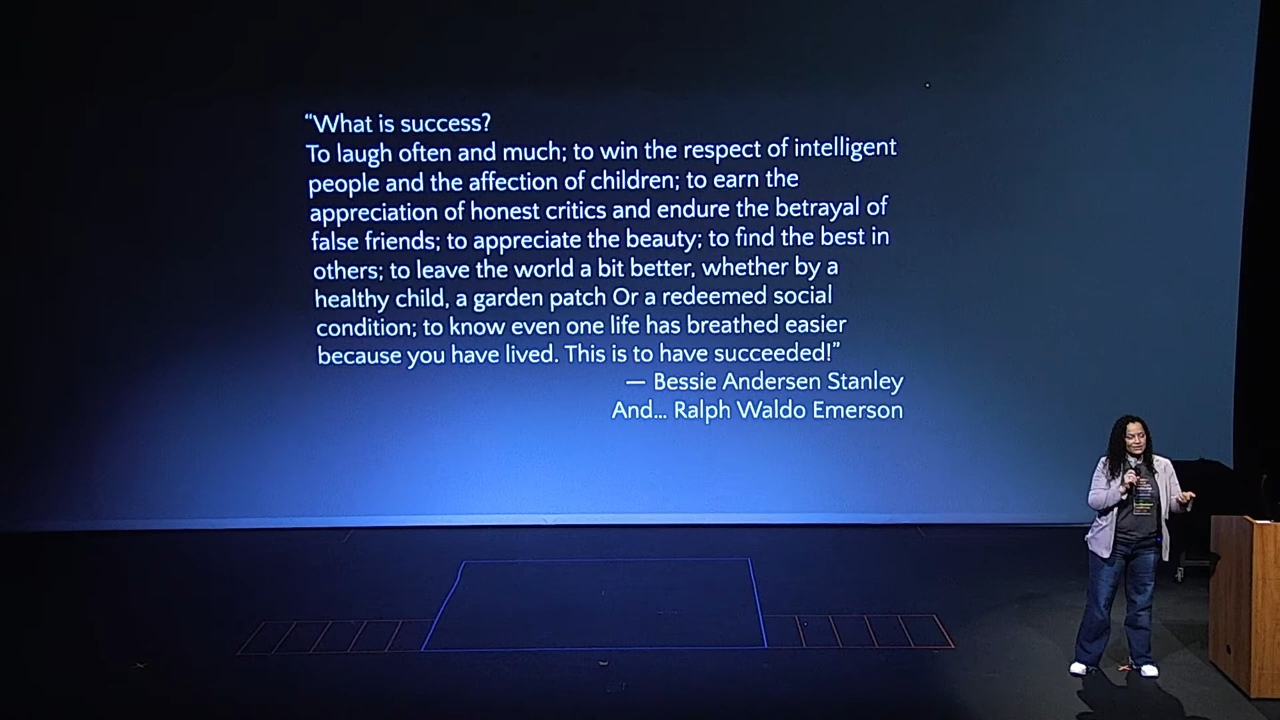 “What is success?
To laugh often and much; to win the respect of intelligent
people and the affection of children; to earn the
appreciation of honest critics and endure the betrayal of
false friends; to appreciate the beauty; to find the best in
others; to leave the world a bit better, whether by a
healthy child, a garden patch Or a redeemed social
condition; to know even one life has breathed easier
because you have lived. This is to have succeeded!”
— Bessie Andersen Stanley
And... Ralph Waldo Emerson